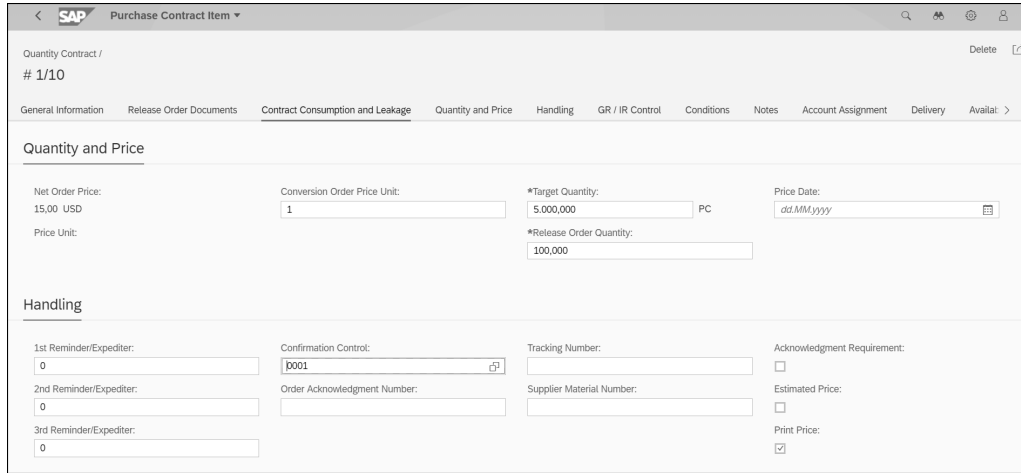 SAP Purchase Contract Item
Quantity Contract /
Delete
# 1/10
General Information Release Order Documents Contract Consumption and Leakage Quantity and Price Handling GR / IR Control Conditions Notes Account Assignment Delivery Availal
Quantity and Price
Net Order Price: Conversion Order Price Unit: *Target Quantity: Price Date:
15,00 USD 1 5.000,000 PC dd.MM.yyyy
Price Unit: *Release Order Quantity:
100,000
Handling
1st Reminder/Expediter: Confirmation Control: Tracking Number: Acknowledgment Requirement:
0 0001
2nd Reminder/Expediter: Order Acknowledgment Number: Supplier Material Number: Estimated Price:
0
3rd Reminder/Expediter: Print Price:
0